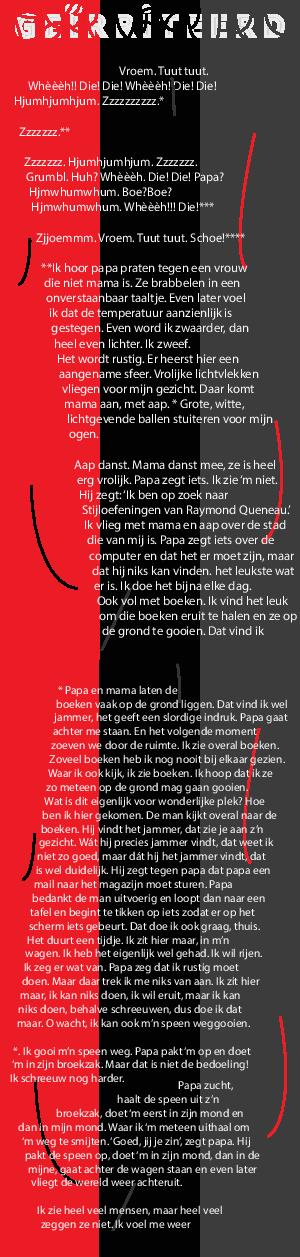 GEÏRRITEERD
Vroem. Tuut tuut.
Whèèèh!! Die! Die! Whèèèh! Die! Die!
Hjumhjumhjum. Zzzzzzzzzz.*
Zzzzzzz.**
Zzzzzzz. Hjumhjumhjum. Zzzzzzz.
Grumbl. Huh? Whèèèh. Die! Die! Papa?
Hjmwhumwhum. Boe?Boe?
Hjmwhumwhum. Whèèèh!!! Die!***
Zjjoemmm. Vroem. Tuut tuut. Schoe!****
**Ik hoor papa praten tegen een vrouw
die niet mama is. Ze brabbelen in een
onverstaanbaar taaltje. Even later voel
ik dat de temperatuur aanzienlijk is
gestegen. Even word ik zwaarder, dan
heel even lichter. Ik zweef.
Het wordt rustig. Er heerst hier een
aangename sfeer. Vrolijke lichtvlekken
vliegen voor mijn gezicht. Daar komt
mama aan, met aap. * Grote, witte,
lichtgevende ballen stuiteren voor mijn
ogen.
Aap danst. Mama danst mee, ze is heel
erg vrolijk. Papa zegt iets. Ik zie 'm niet.
Hij zegt: 'Ik ben op zoek naar
Stijloefeningen van Raymond Queneau.'
Ik vlieg met mama en aap over de stad
die van mij is. Papa zegt iets over de
computer en dat het er moet zijn, maar
dat hij niks kan vinden. het leukste wat
er is. Ik doe het bijna elke dag.
Ook vol met boeken. Ik vind het leuk
om die boeken eruit te halen en ze op
de grond te gooien. Dat vind ik
* Papa en mama laten de
boeken vaak op de grond liggen. Dat vind ik wel
jammer, het geeft een slordige indruk. Papa gaat
achter me staan. En het volgende moment
zoeven we door de ruimte. Ik zie overal boeken.
Zoveel boeken heb ik nog nooit bij elkaar gezien.
Waar ik ook kijk, ik zie boeken. Ik hoop dat ik ze
zo meteen op de grond mag gaan gooien.
Wat is dit eigenlijk voor wonderlijke plek? Hoe
ben ik hier gekomen. De man kijkt overal naar de
boeken. Hij vindt het jammer, dat zie je aan z'n
gezicht. Wát hij precies jammer vindt, dat weet ik
niet zo goed, maar dát hij het jammer vindt, dat
is wel duidelijk. Hij zegt tegen papa dat papa een
mail naar het magazijn moet sturen. Papa
bedankt de man uitvoerig en loopt dan naar een
tafel en begint te tikken op iets zodat er op het
scherm iets gebeurt. Dat doe ik ook graag, thuis.
Het duurt een tijdje. Ik zit hier maar, in m'n
wagen. Ik heb het eigenlijk wel gehad. Ik wil rijen.
Ik zeg er wat van. Papa zeg dat ik rustig moet
doen. Maar daar trek ik me niks van aan. Ik zit hier
maar, ik kan niks doen, ik wil eruit, maar ik kan
niks doen, behalve schreeuwen, dus doe ik dat
maar. O wacht, ik kan ook m'n speen weggooien.
*. Ik gooi m'n speen weg. Papa pakt 'm op en doet
'm in zijn broekzak. Maar dat is niet de bedoeling!
Ik schreeuw nog harder.
Papa zucht,
haalt de speen uit z'n
broekzak, doet 'm eerst in zijn mond en
dan in mijn mond. Waar ik 'm meteen uithaal om
'm weg te smijten. 'Goed, jij je zin', zegt papa. Hij
pakt de speen op, doet 'm in zijn mond, dan in de
mijne, gaat achter de wagen staan en even later
vliegt de wereld weer achteruit.
Ik zie heel veel mensen, maar heel veel
zeggen ze niet. Ik voel me weer